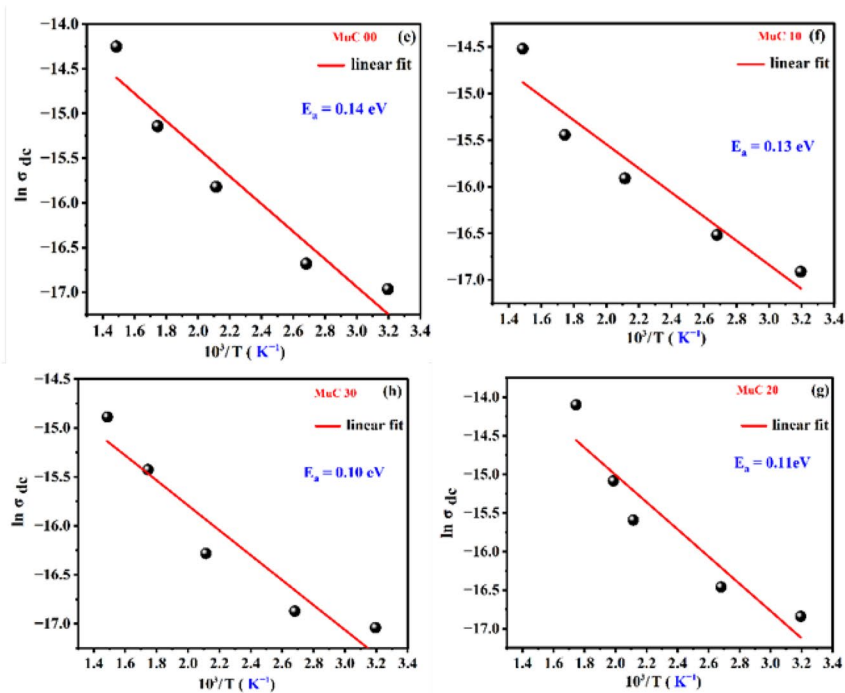 −14.0
MuC 00 (e)
linear fit
−14.5
Eₐ = 0.14 eV
−15.0
−15.5
ln σ dc
−16.0
−16.5
−17.0
1.4 1.6 1.8 2.0 2.2 2.4 2.6 2.8 3.0 3.2 3.4
10³/T ( K⁻¹)
MuC 10 (f)
−14.5
linear fit
−15.0
Eₐ = 0.13 eV
−15.5
ln σ dc
−16.0
−16.5
−17.0
1.4 1.6 1.8 2.0 2.2 2.4 2.6 2.8 3.0 3.2 3.4
10³/T ( K⁻¹)
−14.5
MuC 30 (h)
linear fit
−15.0
Eₐ = 0.10 eV
−15.5
ln σ dc
−16.0
−16.5
−17.0
1.4 1.6 1.8 2.0 2.2 2.4 2.6 2.8 3.0 3.2 3.4
10³/T ( K⁻¹)
MuC 20 (g)
−14.0
linear fit
−14.5
Eₐ = 0.11eV
−15.0
−15.5
ln σ dc
−16.0
−16.5
−17.0
1.4 1.6 1.8 2.0 2.2 2.4 2.6 2.8 3.0 3.2 3.4
10³/T ( K⁻¹)